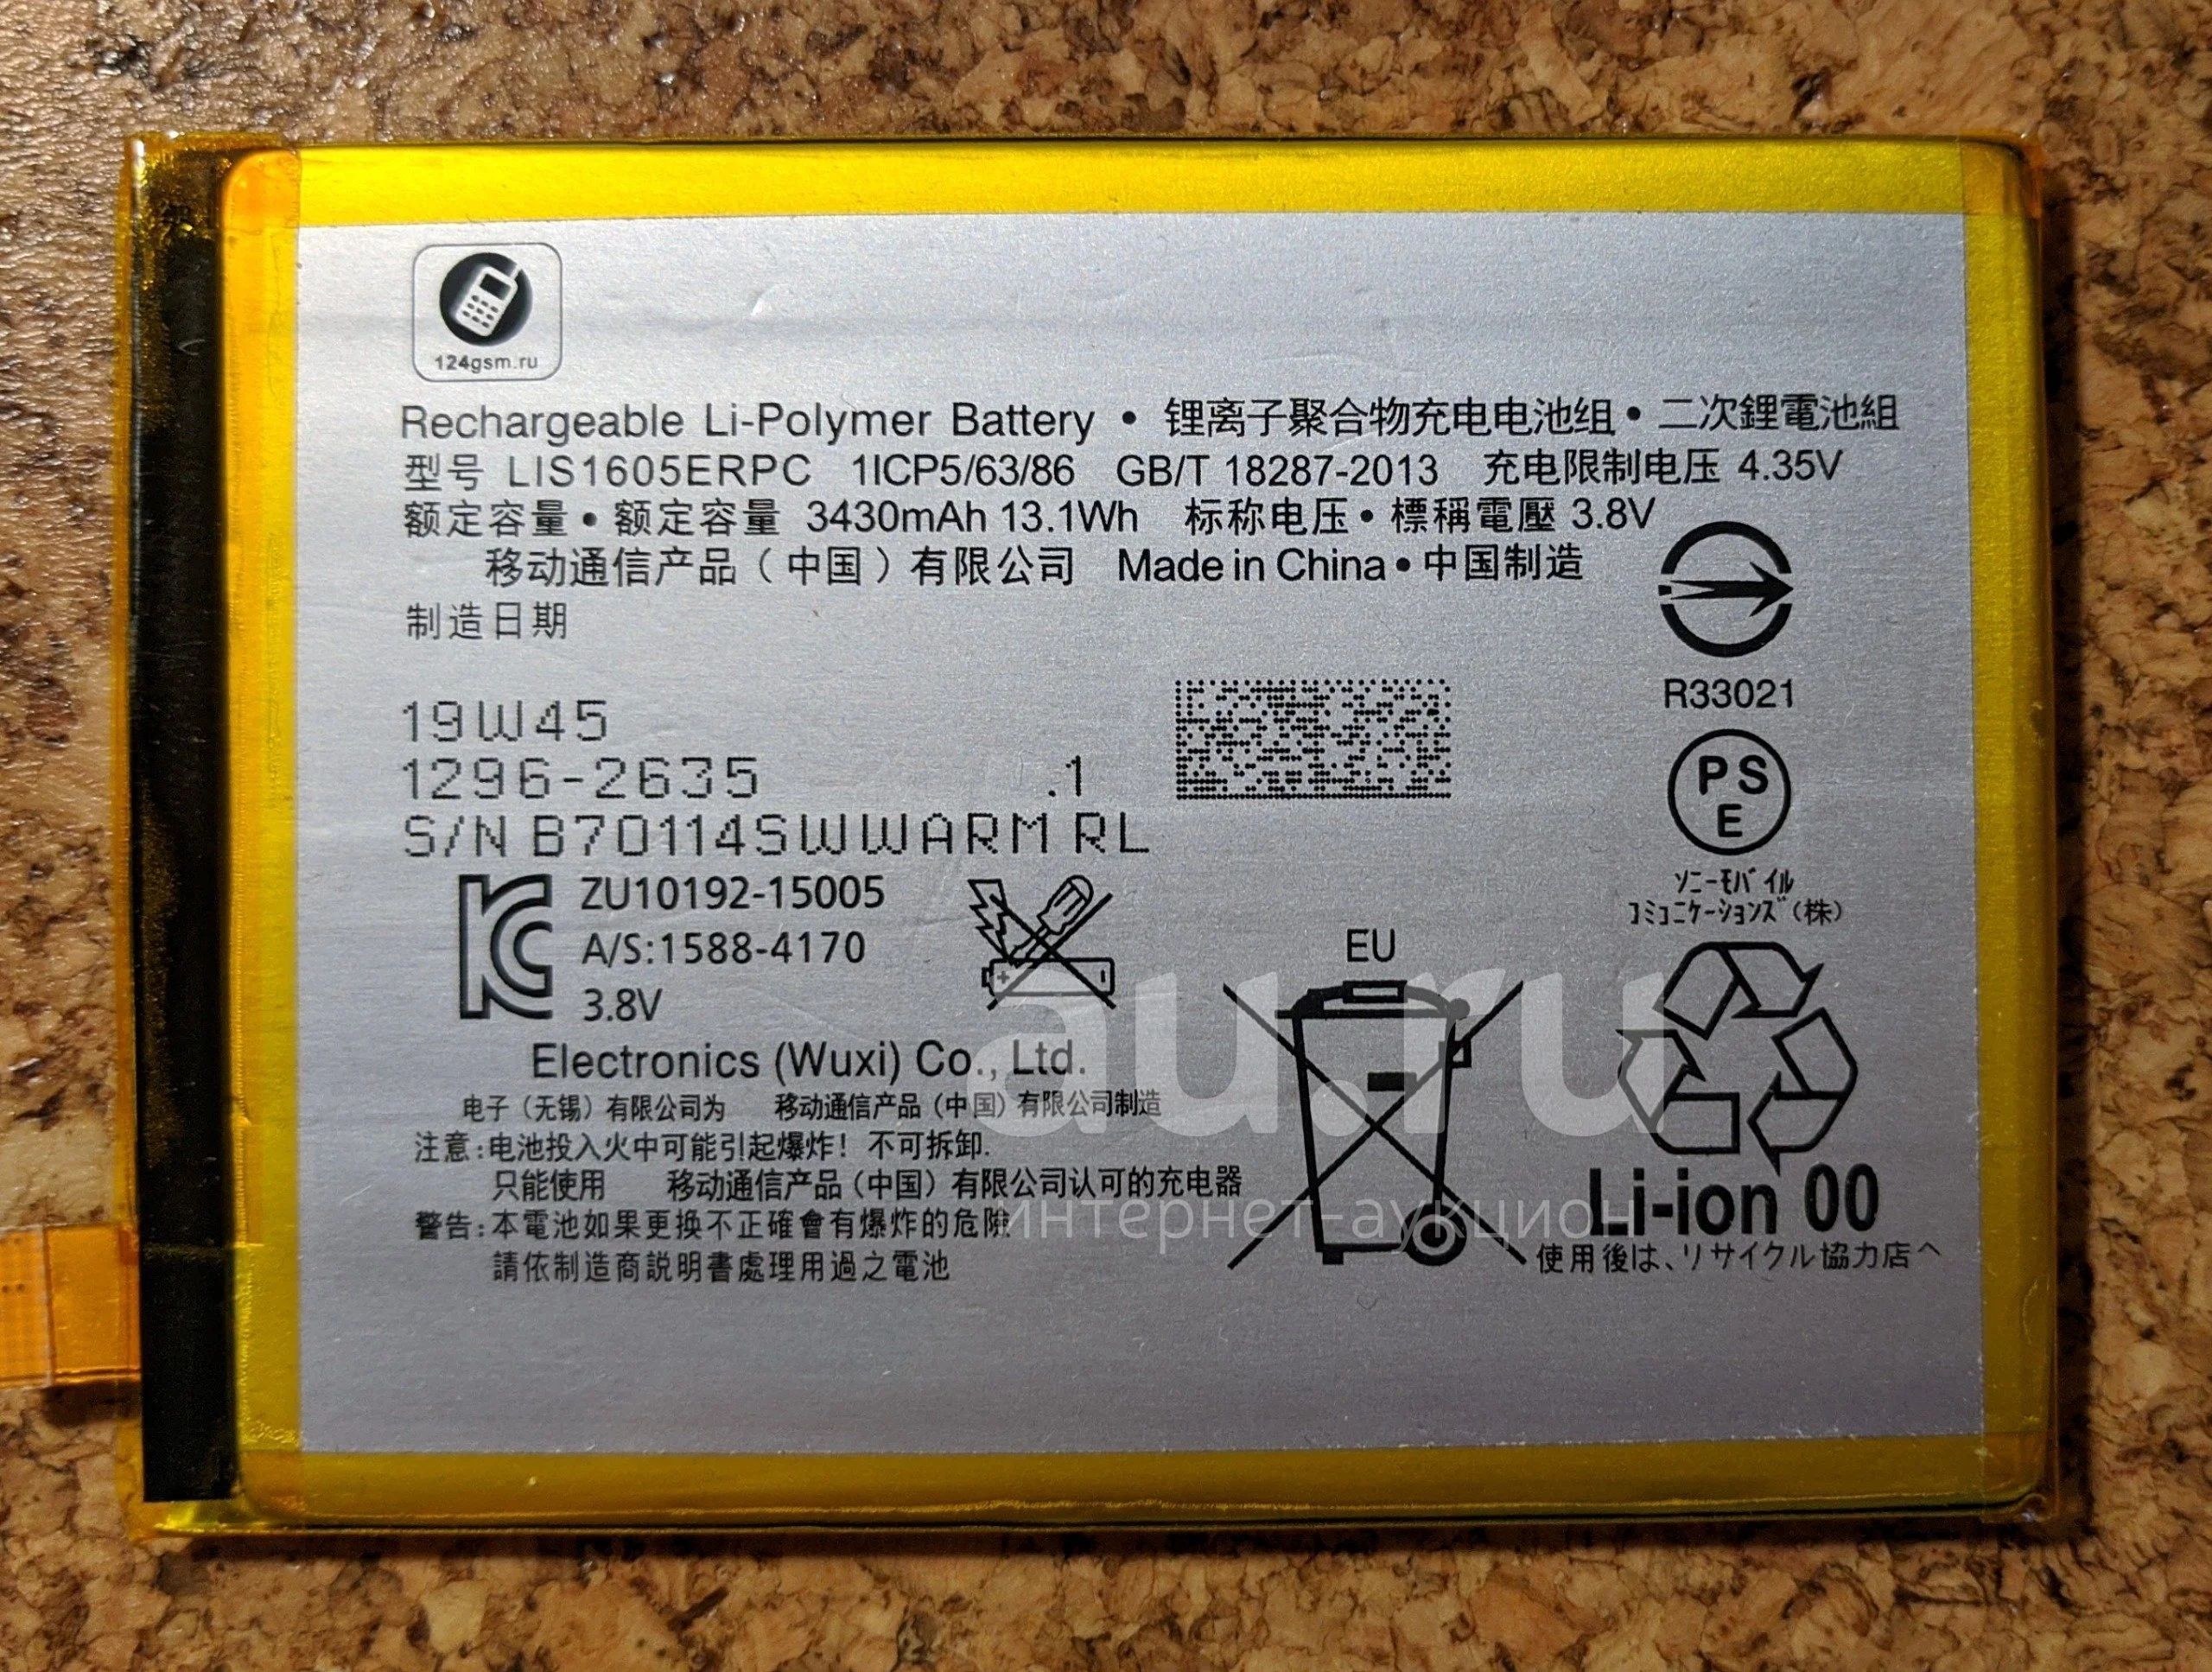 124gsm.ru
Rechargeable Li-Polymer Battery • 锂离子聚合物充电电池组 • 二次鋰電池組
型号 LIS1605ERPC 1ICP5/63/86 GB/T 18287-2013 充电限制电压 4.35V
额定容量 • 额定容量 3430mAh 13.1Wh 标称电压 • 標稱電壓 3.8V
移动通信产品（中国）有限公司 Made in China • 中国制造
制造日期
R33021
19W45
1296-2635 .1
S/N B70114SWWARM RL
PS
E
ソニーモバイル
コミュニケーションズ（株）
ZU10192-15005
A/S:1588-4170
3.8V
EU
Electronics (Wuxi) Co., Ltd.
电子（无锡）有限公司为 移动通信产品（中国）有限公司制造
注意:电池投入火中可能引起爆炸! 不可拆卸.
只能使用 移动通信产品（中国）有限公司认可的充电器
警告:本電池如果更换不正確會有爆炸的危險
請依制造商説明書處理用過之電池
Li-ion 00
使用後は、リサイクル協力店へ
au.ru
интернет-аукцион